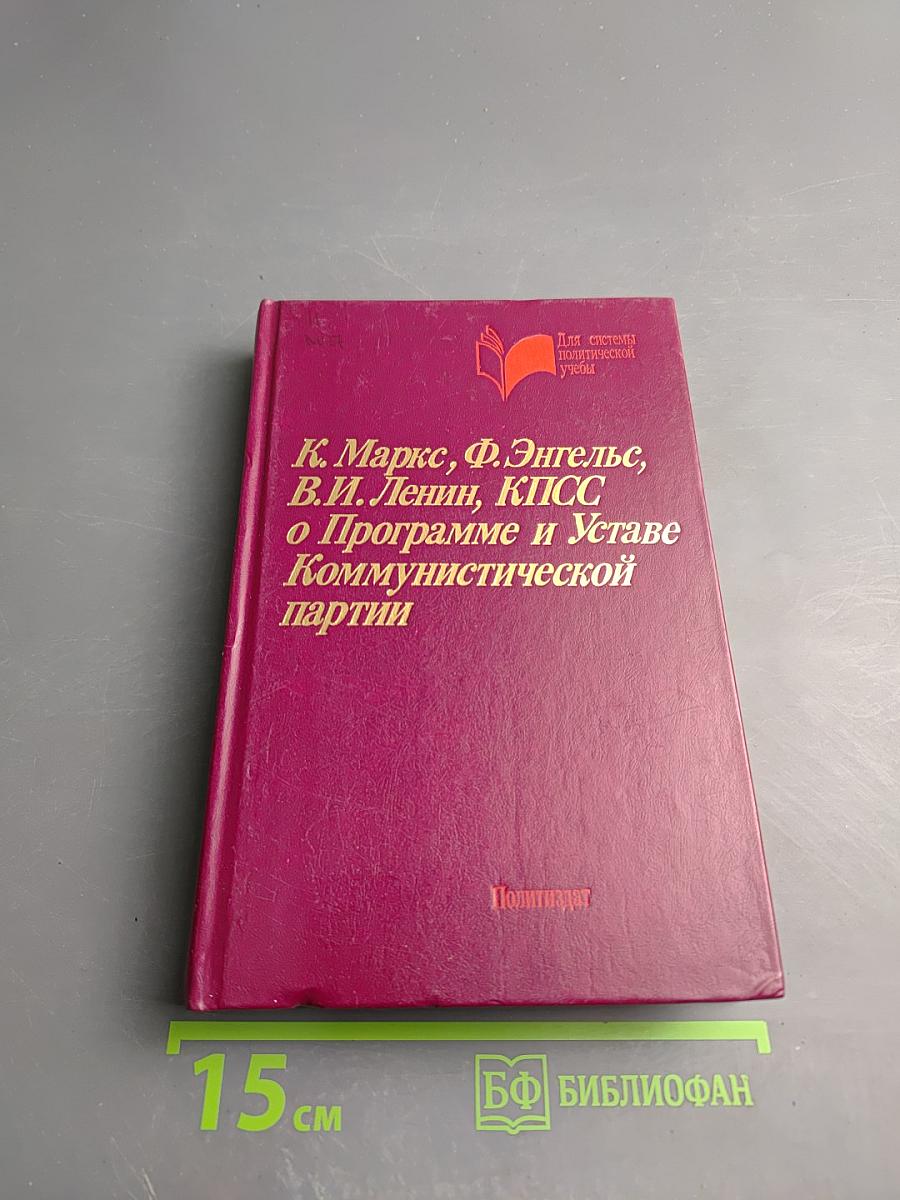 Для системы
политической
учебы
К. Маркс, Ф. Энгельс,
В. И. Ленин, КПСС
о Программе и Уставе
Коммунистической
партии
Политиздат
15 см
БФ БИБЛИОФАН